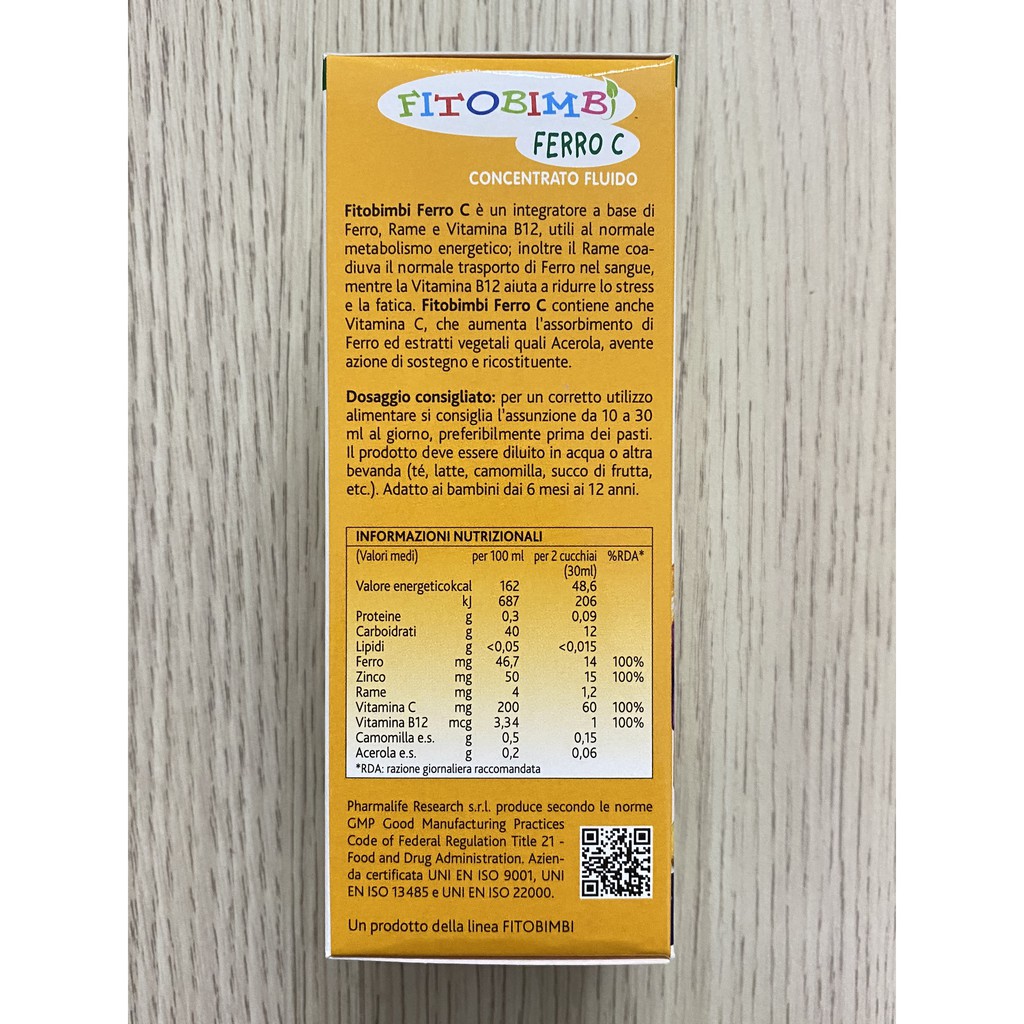 FITOBIMBI
FERRO C
CONCENTRATO FLUIDO
Fitobimbi Ferro C è un integratore a base di
Ferro, Rame e Vitamina B12, utili al normale
metabolismo energetico; inoltre il Rame coa-
diuva il normale trasporto di Ferro nel sangue,
mentre la Vitamina B12 aiuta a ridurre lo stress
e la fatica. Fitobimbi Ferro C contiene anche
Vitamina C, che aumenta l'assorbimento di
Ferro ed estratti vegetali quali Acerola, avente
azione di sostegno e ricostituente.
Dosaggio consigliato: per un corretto utilizzo
alimentare si consiglia l'assunzione da 10 a 30
ml al giorno, preferibilmente prima dei pasti.
Il prodotto deve essere diluito in acqua o altra
bevanda (té, latte, camomilla, succo di frutta,
etc.). Adatto ai bambini dai 6 mesi ai 12 anni.
INFORMAZIONI NUTRIZIONALI
(Valori medi) per 100 ml per 2 cucchiai %RDA*
(30ml)
Valore energeticokcal 162 48,6
kJ 687 206
Proteine g 0,3 0,09
Carboidrati g 40 12
Lipidi g <0,05 <0,015
Ferro mg 46,7 14 100%
Zinco mg 50 15 100%
Rame mg 4 1,2
Vitamina C mg 200 60 100%
Vitamina B12 mcg 3,34 1 100%
Camomilla e.s. g 0,5 0,15
Acerola e.s. g 0,2 0,06
*RDA: razione giornaliera raccomandata
Pharmalife Research s.r.l. produce secondo le norme
GMP Good Manufacturing Practices
Code of Federal Regulation Title 21 -
Food and Drug Administration. Azien-
da certificata UNI EN ISO 9001, UNI
EN ISO 13485 e UNI EN ISO 22000.
Un prodotto della linea FITOBIMBI